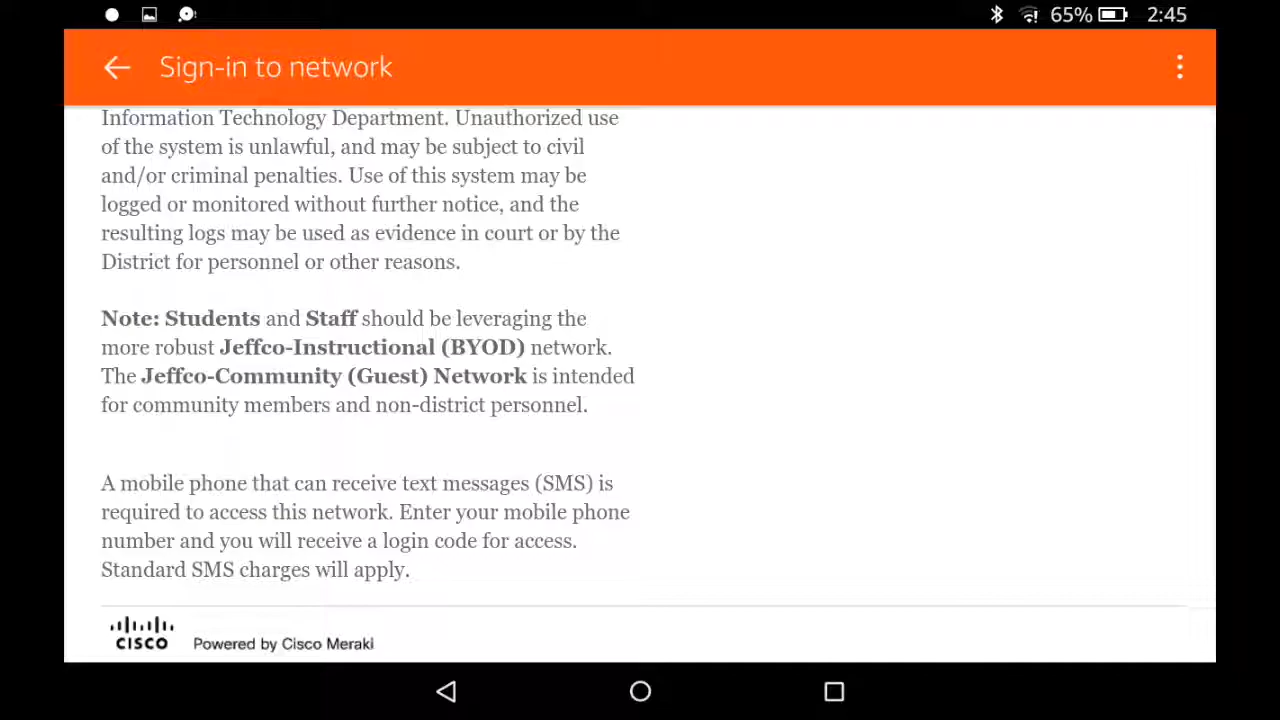 65% 2:45
Sign-in to network
Information Technology Department. Unauthorized use
of the system is unlawful, and may be subject to civil
and/or criminal penalties. Use of this system may be
logged or monitored without further notice, and the
resulting logs may be used as evidence in court or by the
District for personnel or other reasons.
Note: Students and Staff should be leveraging the
more robust Jeffco-Instructional (BYOD) network.
The Jeffco-Community (Guest) Network is intended
for community members and non-district personnel.
A mobile phone that can receive text messages (SMS) is
required to access this network. Enter your mobile phone
number and you will receive a login code for access.
Standard SMS charges will apply.
CISCO Powered by Cisco Meraki